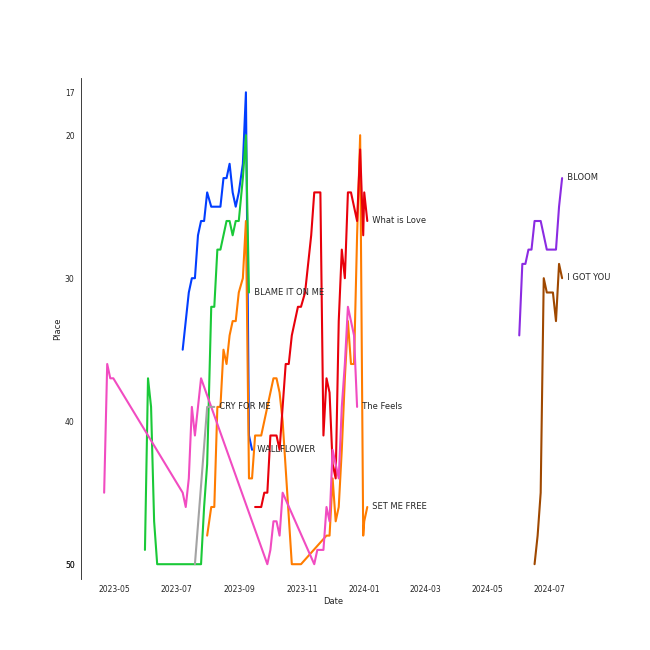 17
20
30
40
50
Place
BLOOM
What is Love
I GOT YOU
BLAME IT ON ME
CRY FOR ME
The Feels
WALLFLOWER
SET ME FREE
2023-05 2023-07 2023-09 2023-11 2024-01 2024-03 2024-05 2024-07
Date